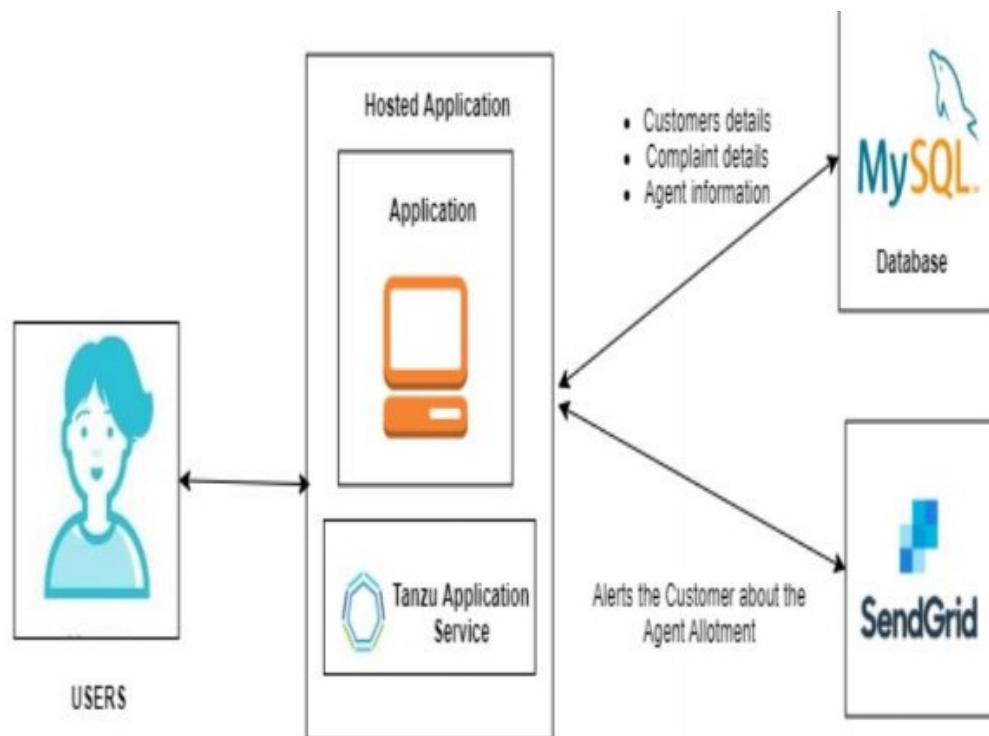 Hosted Application
Application
Tanzu Application
Service
USERS
• Customers details
• Complaint details
• Agent information
MySQL
Database
Alerts the Customer about the
Agent Allotment
SendGrid